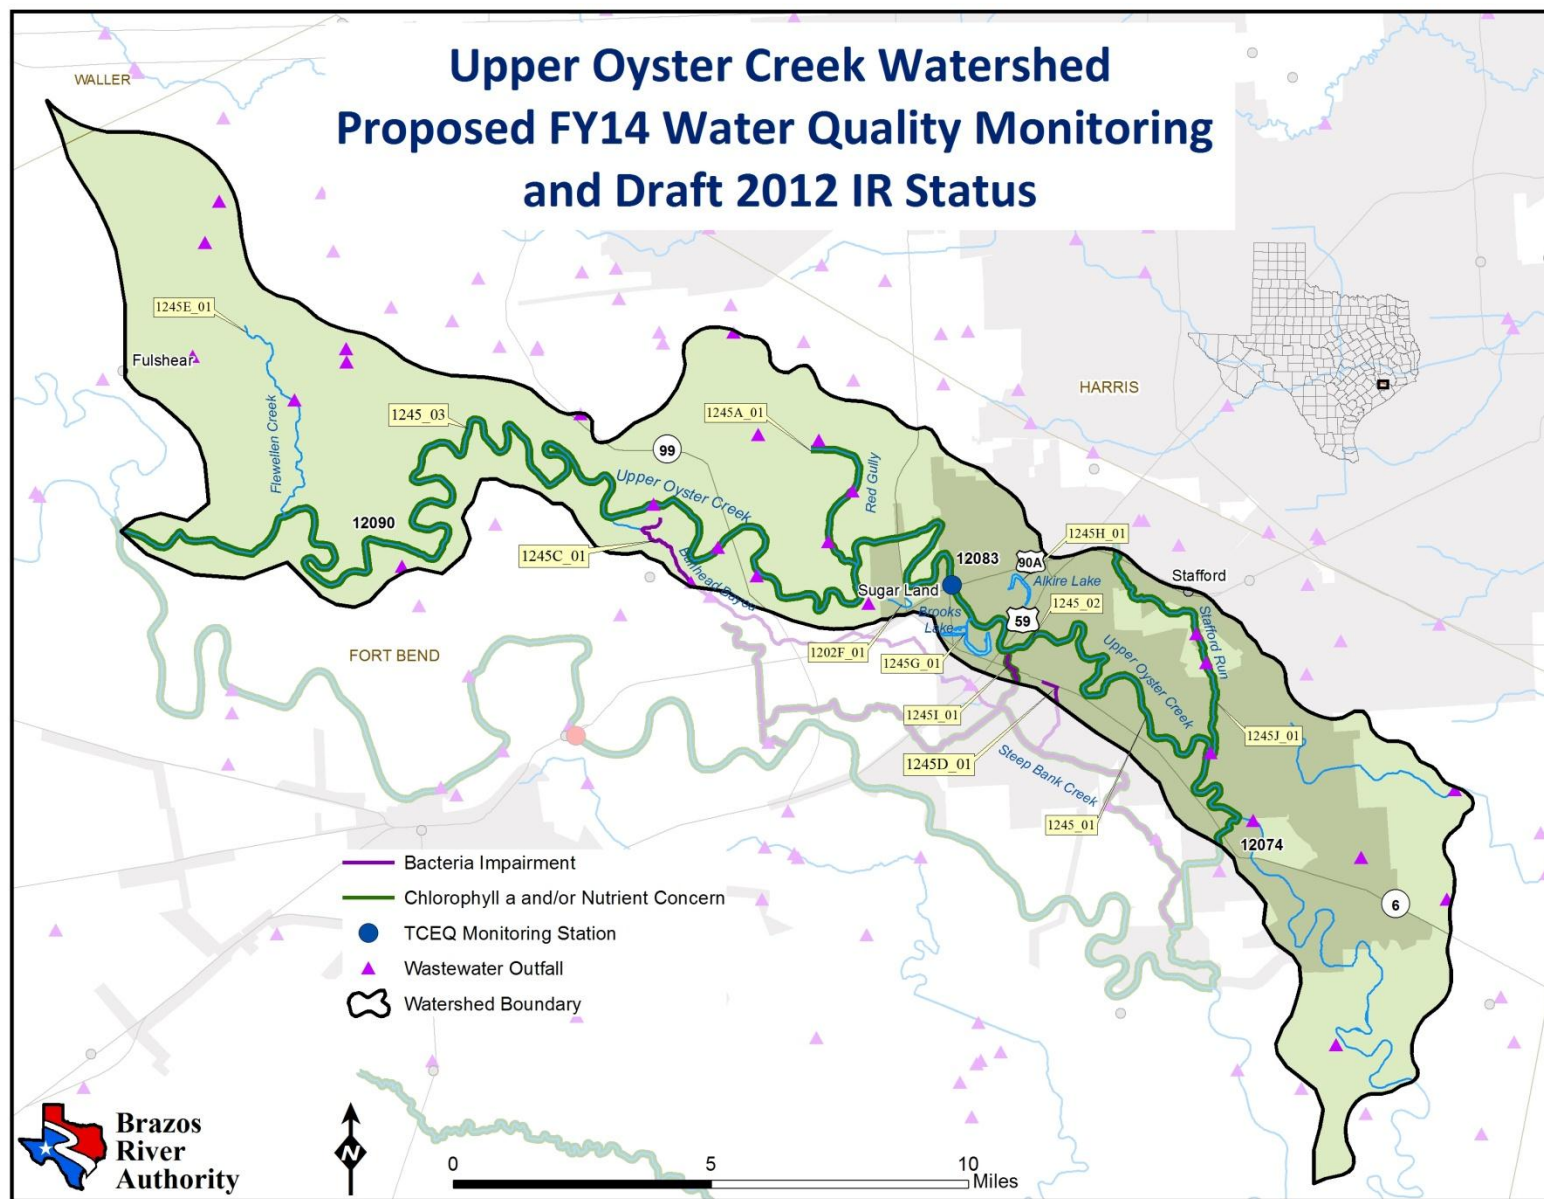 Upper Oyster Creek Watershed
Proposed FY14 Water Quality Monitoring
and Draft 2012 IR Status
WALLER
1245E_01
Fulshear
HARRIS
Flewellen Creek
1245_03
1245A_01
99
Red Gully
Upper Oyster Creek
12090
1245C_01
Bullhead Bayou
12083
1245H_01
90A
Alkire Lake
Stafford
Sugar Land
1245_02
Brooks
Lake
59
Stafford Run
1202F_01
1245G_01
Upper Oyster Creek
FORT BEND
1245I_01
1245J_01
1245D_01
Steep Bank Creek
1245_01
12074
6
Bacteria Impairment
Chlorophyll a and/or Nutrient Concern
TCEQ Monitoring Station
Wastewater Outfall
Watershed Boundary
Brazos
River
Authority
N
0 5 10
Miles